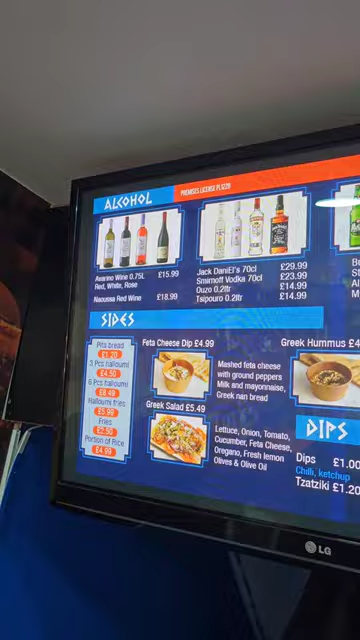 ALCOHOL
PREMISES LICENSE PL9220
Avarino Wine 0.75L £15.99
Red, White, Rose
Naoussa Red Wine £18.99
Jack DaniEl's 70cl £29.99
Smirnoff Vodka 70cl £23.99
Ouzo 0.2ltr £14.99
Tsipouro 0.2ltr £14.99
SIDES
Pita bread
£1.20
3 Pcs halloumi
£4.50
6 Pcs halloumi
£8.49
Halloumi fries
£5.99
Fries
£2.50
Portion of Rice
£4.99
Feta Cheese Dip £4.99
Mashed feta cheese
with ground peppers
Milk and mayonnaise,
Greek nan bread
Greek Salad £5.49
Lettuce, Onion, Tomato,
Cucumber, Feta Cheese,
Oregano, Fresh lemon
Olives & Olive Oil
Greek Hummus £4
DIPS
Dips £1.00
Chilli, ketchup
Tzatziki £1.20
LG